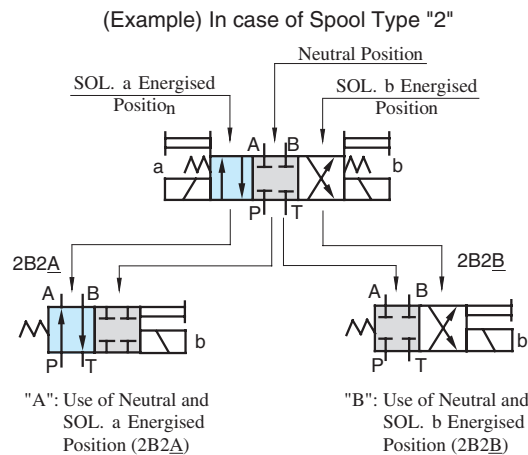 (Example) In case of Spool Type "2"
Neutral Position
SOL. a Energised
Position
SOL. b Energised
Position
A B
a b
P T
2B2A
A B
b
P T
2B2B
A B
b
P T
"A": Use of Neutral and
SOL. a Energised
Position (2B2A)
"B": Use of Neutral and
SOL. b Energised
Position (2B2B)